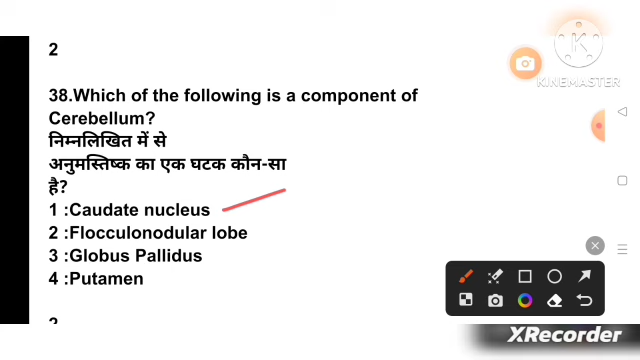 2
38.Which of the following is a component of
Cerebellum?
निम्नलिखित में से
अनुमस्तिष्क का एक घटक कौन-सा
है?
1 :Caudate nucleus
2 :Flocculonodular lobe
3 :Globus Pallidus
4 :Putamen
KINEMASTER
XRecorder